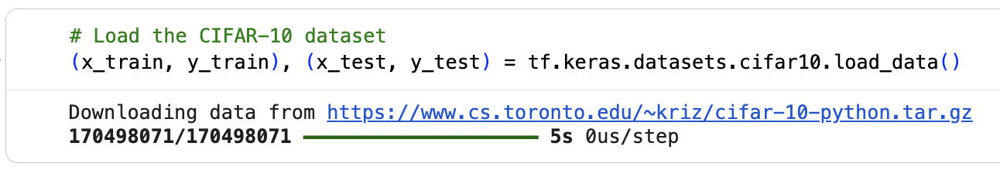 # Load the CIFAR-10 dataset
(x_train, y_train), (x_test, y_test) = tf.keras.datasets.cifar10.load_data()
Downloading data from https://www.cs.toronto.edu/~kriz/cifar-10-python.tar.gz
170498071/170498071 ━━━━━━━━━━━━━━━━━━━━ 5s 0us/step